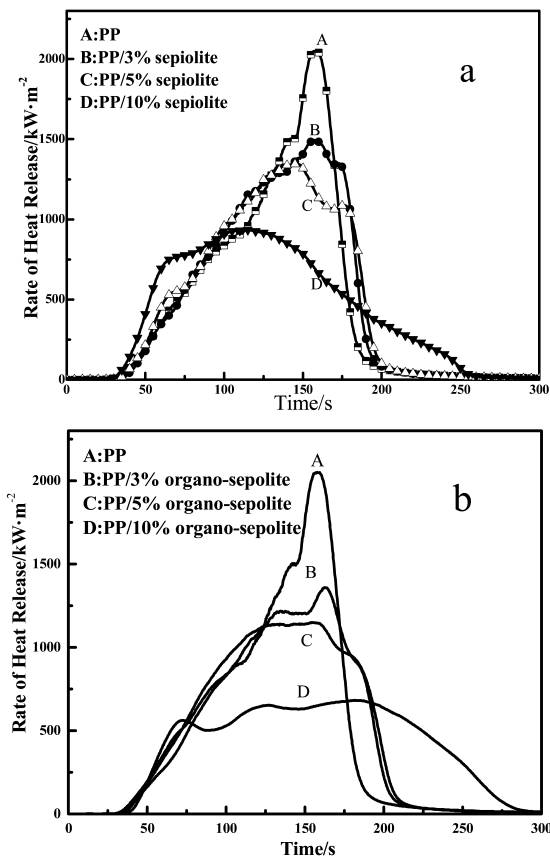 A:PP
B:PP/3% sepiolite
C:PP/5% sepiolite
D:PP/10% sepiolite
a
A
B
C
D
Rate of Heat Release/kW·m-2
2000
1500
1000
500
0
0 50 100 150 200 250 300
Time/s
A:PP
B:PP/3% organo-sepolite
C:PP/5% organo-sepolite
D:PP/10% organo-sepolite
b
A
B
C
D
Rate of Heat Release/kW·m-2
2000
1500
1000
500
0
0 50 100 150 200 250 300
Time/s